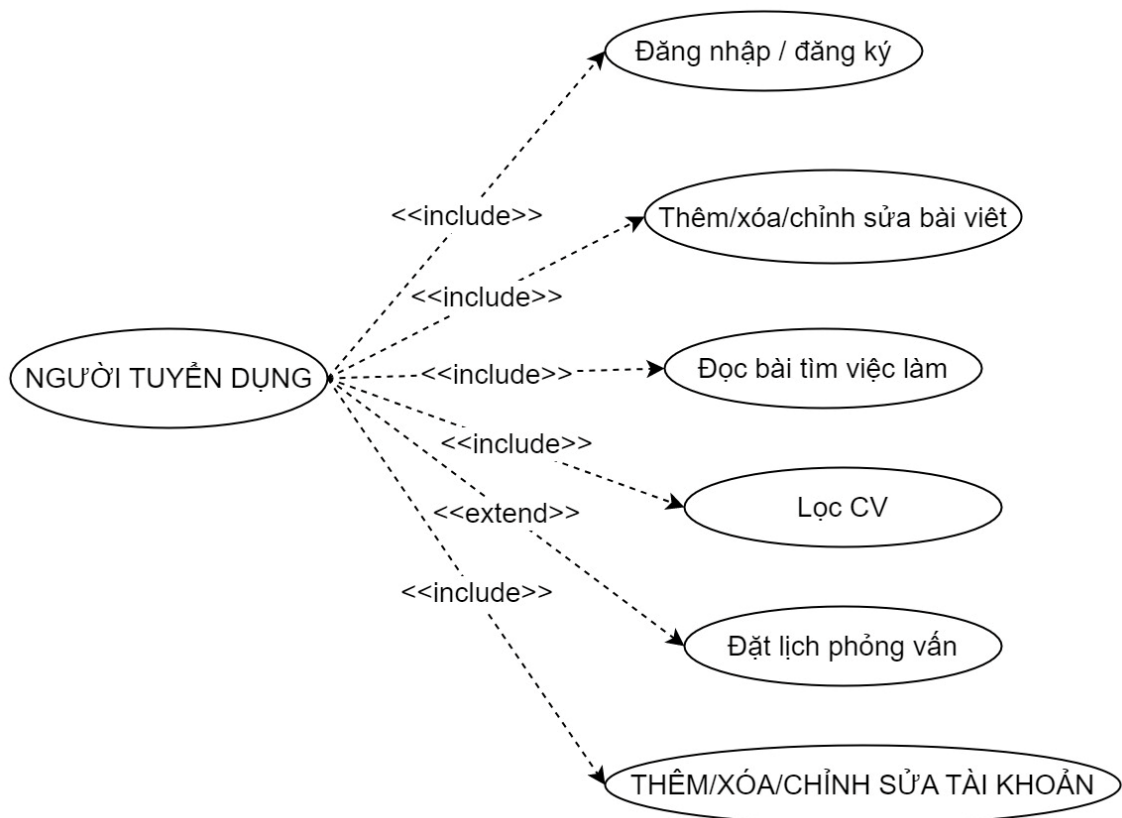 Đăng nhập / đăng ký
<<include>>
Thêm/xóa/chỉnh sửa bài viêt
<<include>>
NGƯỜI TUYỂN DỤNG
<<include>>
Đọc bài tìm việc làm
<<include>>
Lọc CV
<<extend>>
<<include>>
Đặt lịch phỏng vấn
THÊM/XÓA/CHỈNH SỬA TÀI KHOẢN